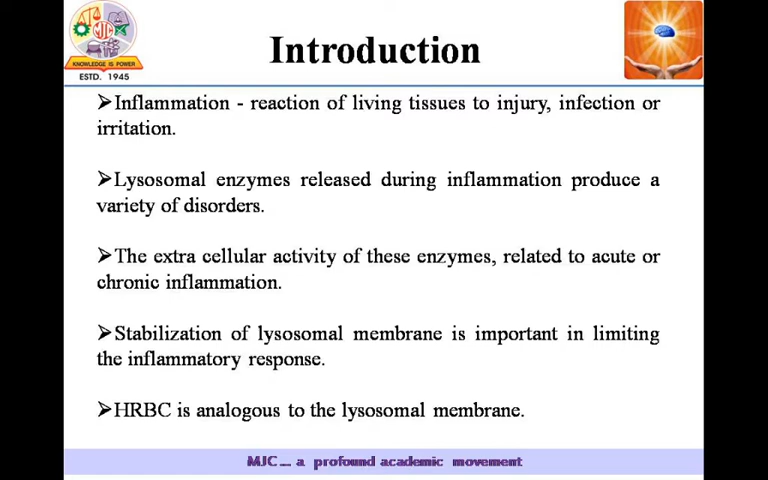 MJC
KNOWLEDGE IS POWER
ESTD. 1945
Introduction
➤Inflammation - reaction of living tissues to injury, infection or
irritation.
➤Lysosomal enzymes released during inflammation produce a
variety of disorders.
➤The extra cellular activity of these enzymes, related to acute or
chronic inflammation.
➤Stabilization of lysosomal membrane is important in limiting
the inflammatory response.
➤HRBC is analogous to the lysosomal membrane.
MJC ... a profound academic movement